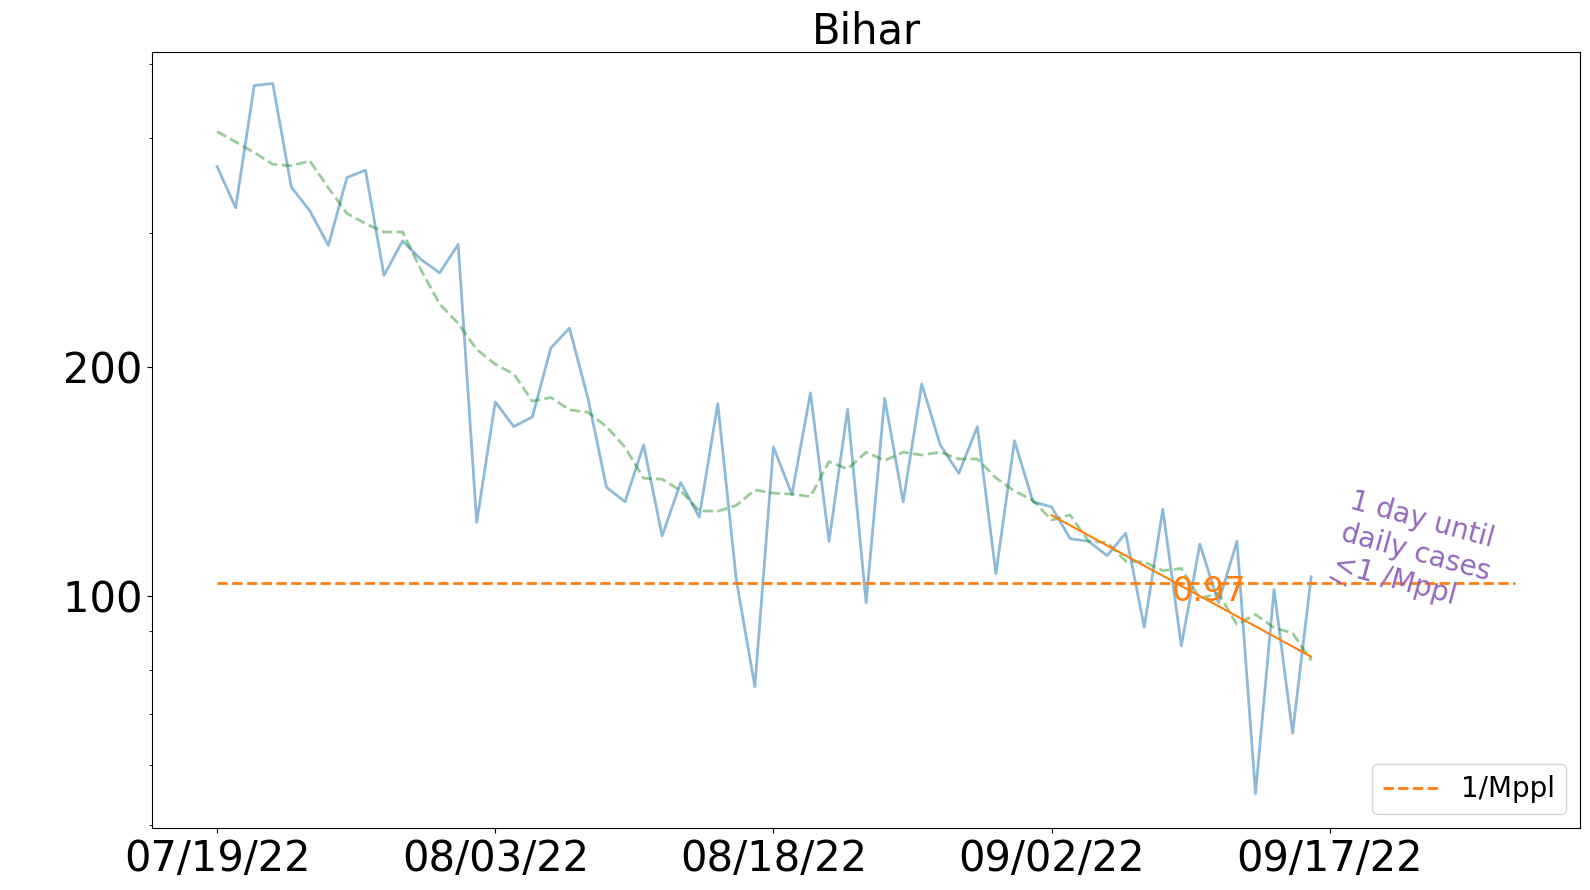 Bihar
200
100
0.97
1 day until
daily cases
<1 /Mppl
1/Mppl
07/19/22
08/03/22
08/18/22
09/02/22
09/17/22